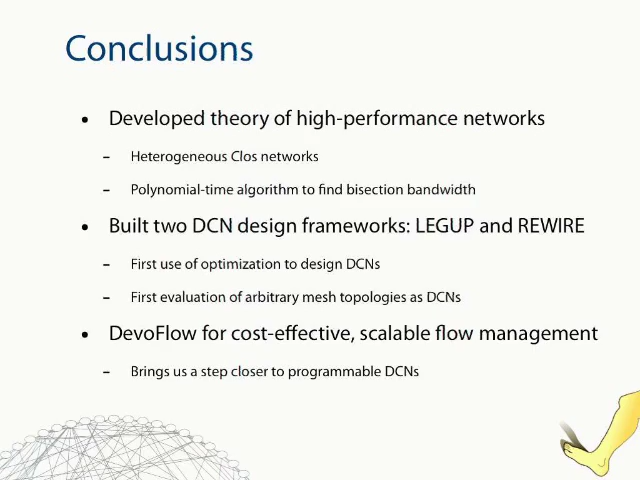 Conclusions
• Developed theory of high-performance networks
– Heterogeneous Clos networks
– Polynomial-time algorithm to find bisection bandwidth
• Built two DCN design frameworks: LEGUP and REWIRE
– First use of optimization to design DCNs
– First evaluation of arbitrary mesh topologies as DCNs
• DevoFlow for cost-effective, scalable flow management
– Brings us a step closer to programmable DCNs